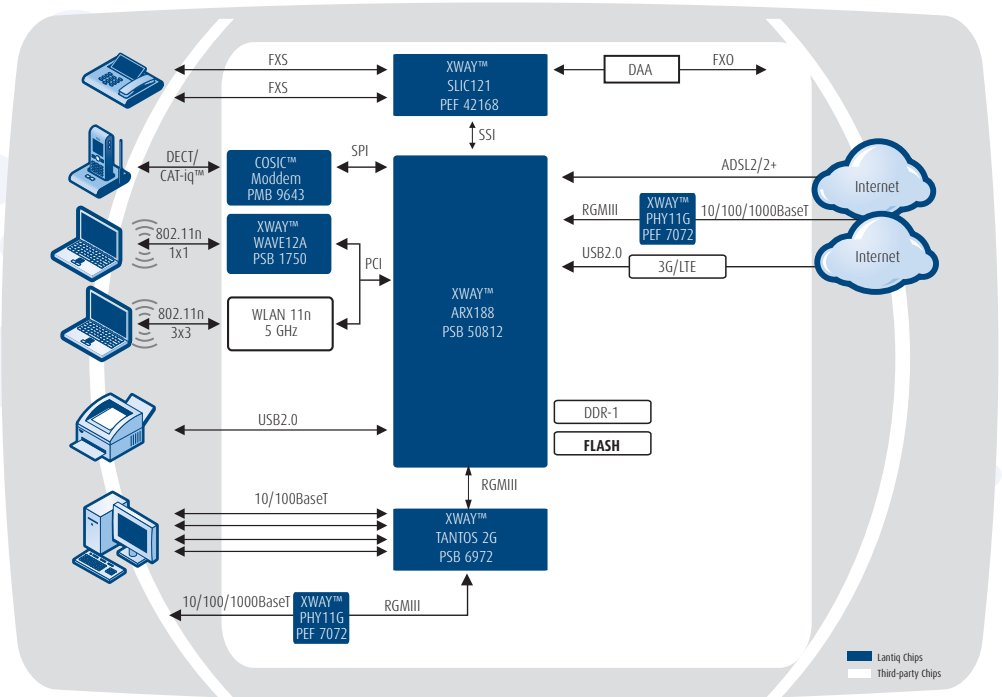 FXS
FXS
XWAY™
SLIC121
PEF 42168
DAA
FXO
SSI
DECT/
CAT-iq™
COSIC™
Moddem
PMB 9643
SPI
802.11n
1x1
XWAY™
WAVE12A
PSB 1750
PCI
802.11n
3x3
WLAN 11n
5 GHz
XWAY™
ARX188
PSB 50812
ADSL2/2+
Internet
RGMIII
XWAY™
PHY11G
PEF 7072
10/100/1000BaseT
USB2.0
3G/LTE
Internet
USB2.0
DDR-1
FLASH
RGMIII
10/100BaseT
XWAY™
TANTOS 2G
PSB 6972
10/100/1000BaseT
XWAY™
PHY11G
PEF 7072
RGMIII
Lantiq Chips
Third-party Chips